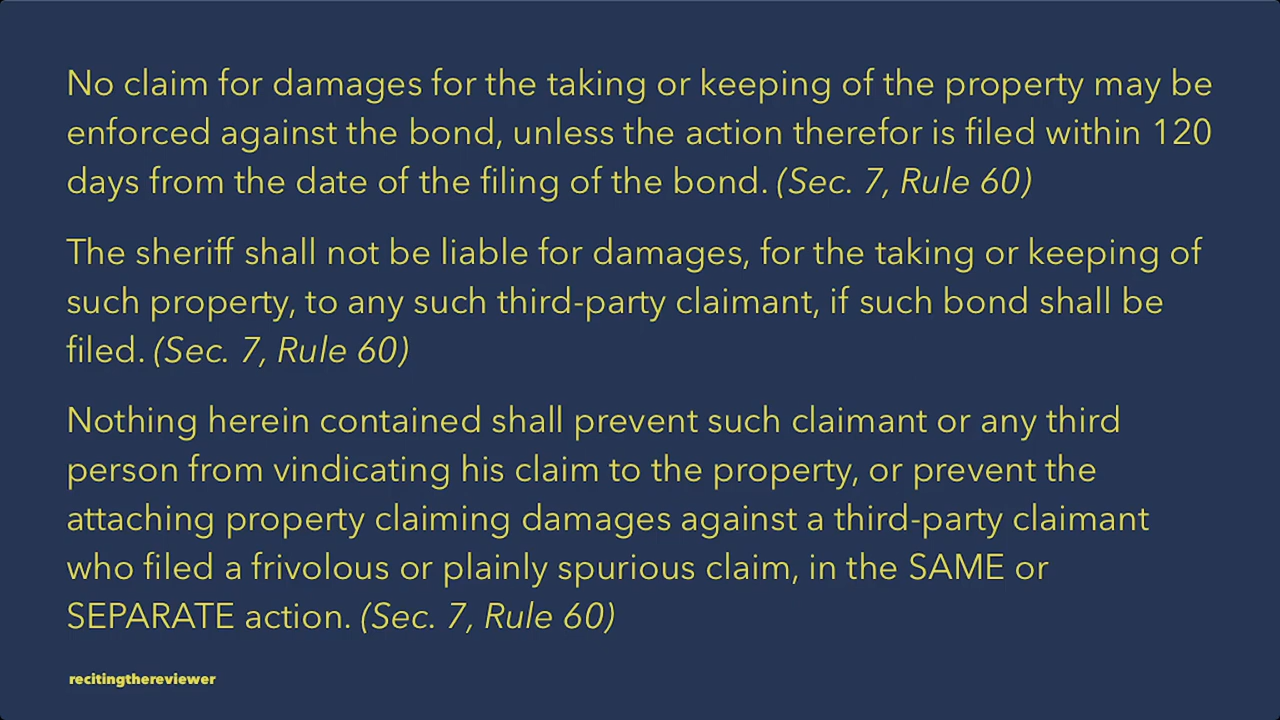 No claim for damages for the taking or keeping of the property may be
enforced against the bond, unless the action therefor is filed within 120
days from the date of the filing of the bond. (Sec. 7, Rule 60)
The sheriff shall not be liable for damages, for the taking or keeping of
such property, to any such third-party claimant, if such bond shall be
filed. (Sec. 7, Rule 60)
Nothing herein contained shall prevent such claimant or any third
person from vindicating his claim to the property, or prevent the
attaching property claiming damages against a third-party claimant
who filed a frivolous or plainly spurious claim, in the SAME or
SEPARATE action. (Sec. 7, Rule 60)
recitingthereviewer